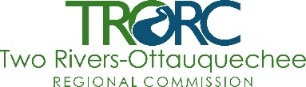 TRORC
Two Rivers-Ottauquechee
REGIONAL COMMISSION